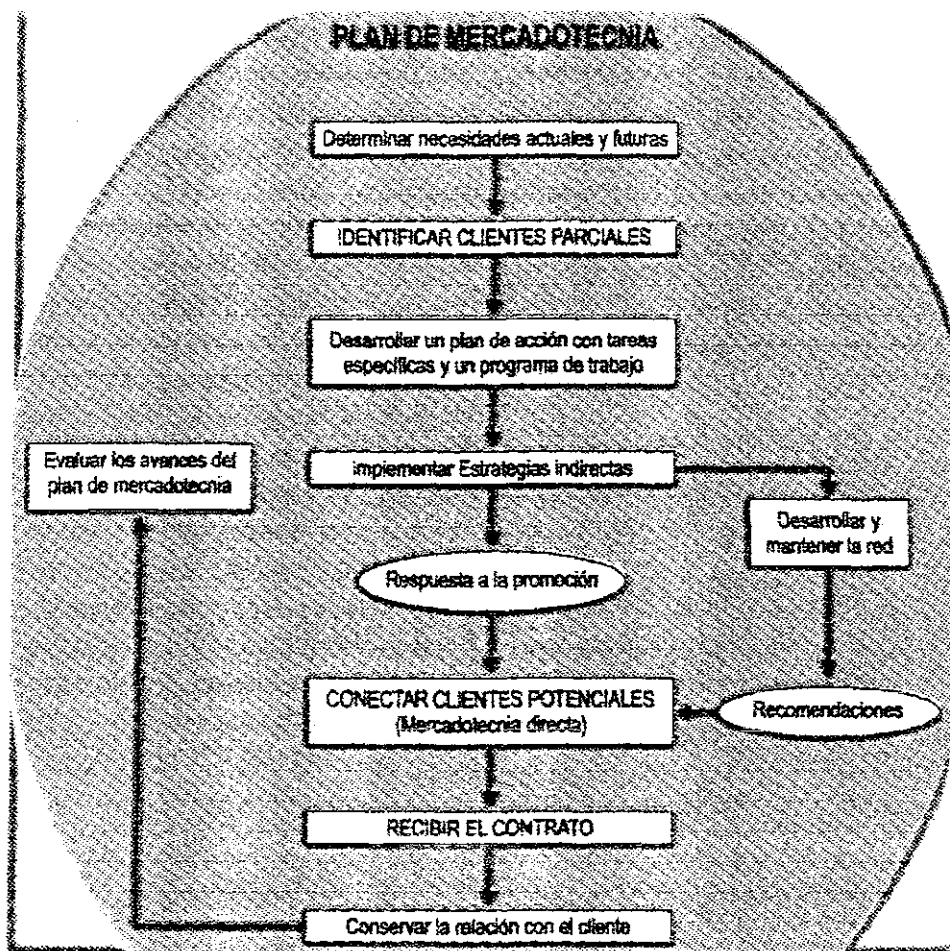 PLAN DE MERCADOTECNIA
Determinar necesidades actuales y futuras
IDENTIFICAR CLIENTES PARCIALES
Desarrollar un plan de acción con tareas
específicas y un programa de trabajo
Implementar Estrategias indirectas
Evaluar los avances del
plan de mercadotecnia
Desarrollar y
mantener la red
Respuesta a la promoción
CONECTAR CLIENTES POTENCIALES
(Mercadotecnia directa)
Recomendaciones
RECIBIR EL CONTRATO
Conservar la relación con el cliente